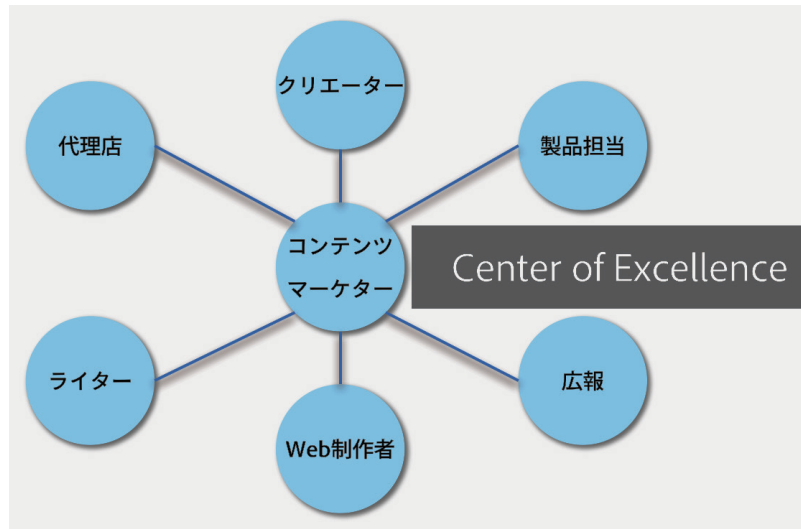 クリエーター
代理店
製品担当
コンテンツ
マーケター
Center of Excellence
ライター
広報
Web制作者